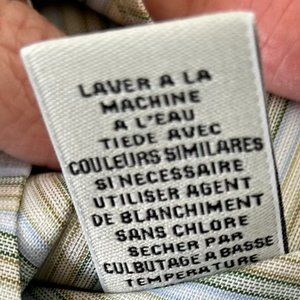 LAVER A LA
MACHINE
A L'EAU
TIEDE AVEC
COULEURS SIMILARES
SI NECESSAIRE
UTILISER AGENT
DE BLANCHIMENT
SANS CHLORE
SECHER PAR
CULBUTAGE A BASSE
TEMPERATURE